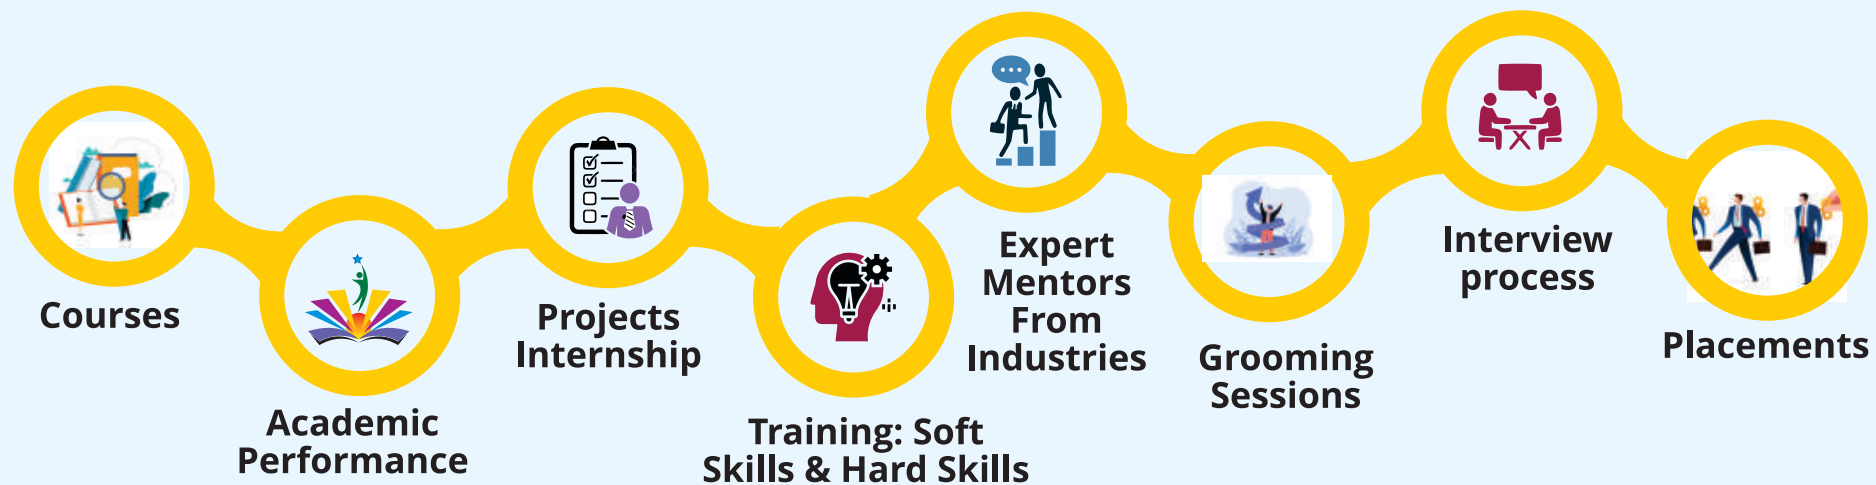 Courses
Academic
Performance
Projects
Internship
Training: Soft
Skills & Hard Skills
Expert
Mentors
From
Industries
Grooming
Sessions
Interview
process
Placements